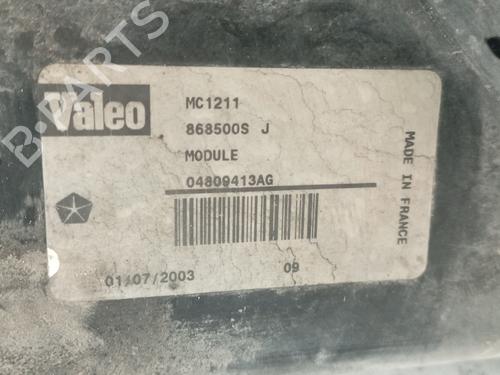 B-PARTS
Valeo
MC1211
868500S J
MODULE
04809413AG
01/07/2003
09
MADE IN FRANCE